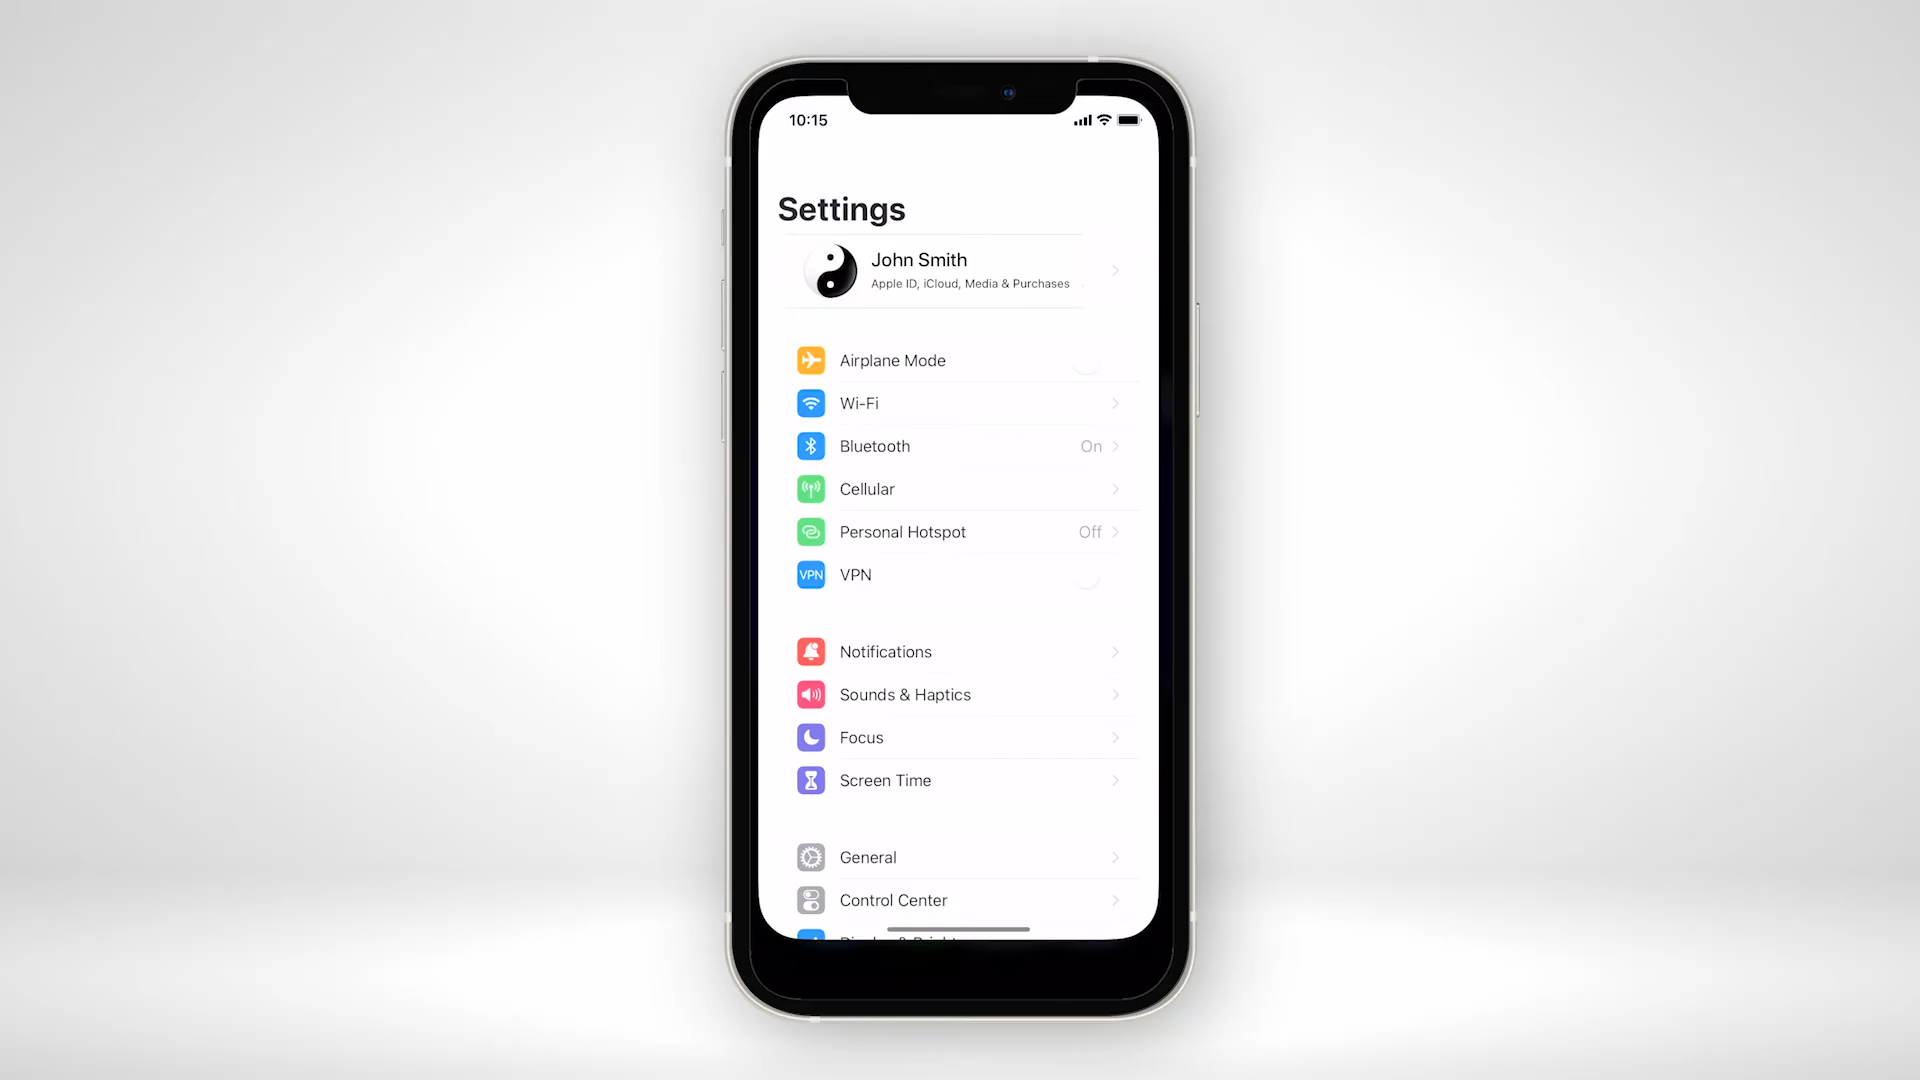 10:15
Settings
John Smith
Apple ID, iCloud, Media & Purchases
Airplane Mode
Wi-Fi
Bluetooth On
Cellular
Personal Hotspot Off
VPN VPN
Notifications
Sounds & Haptics
Focus
Screen Time
General
Control Center